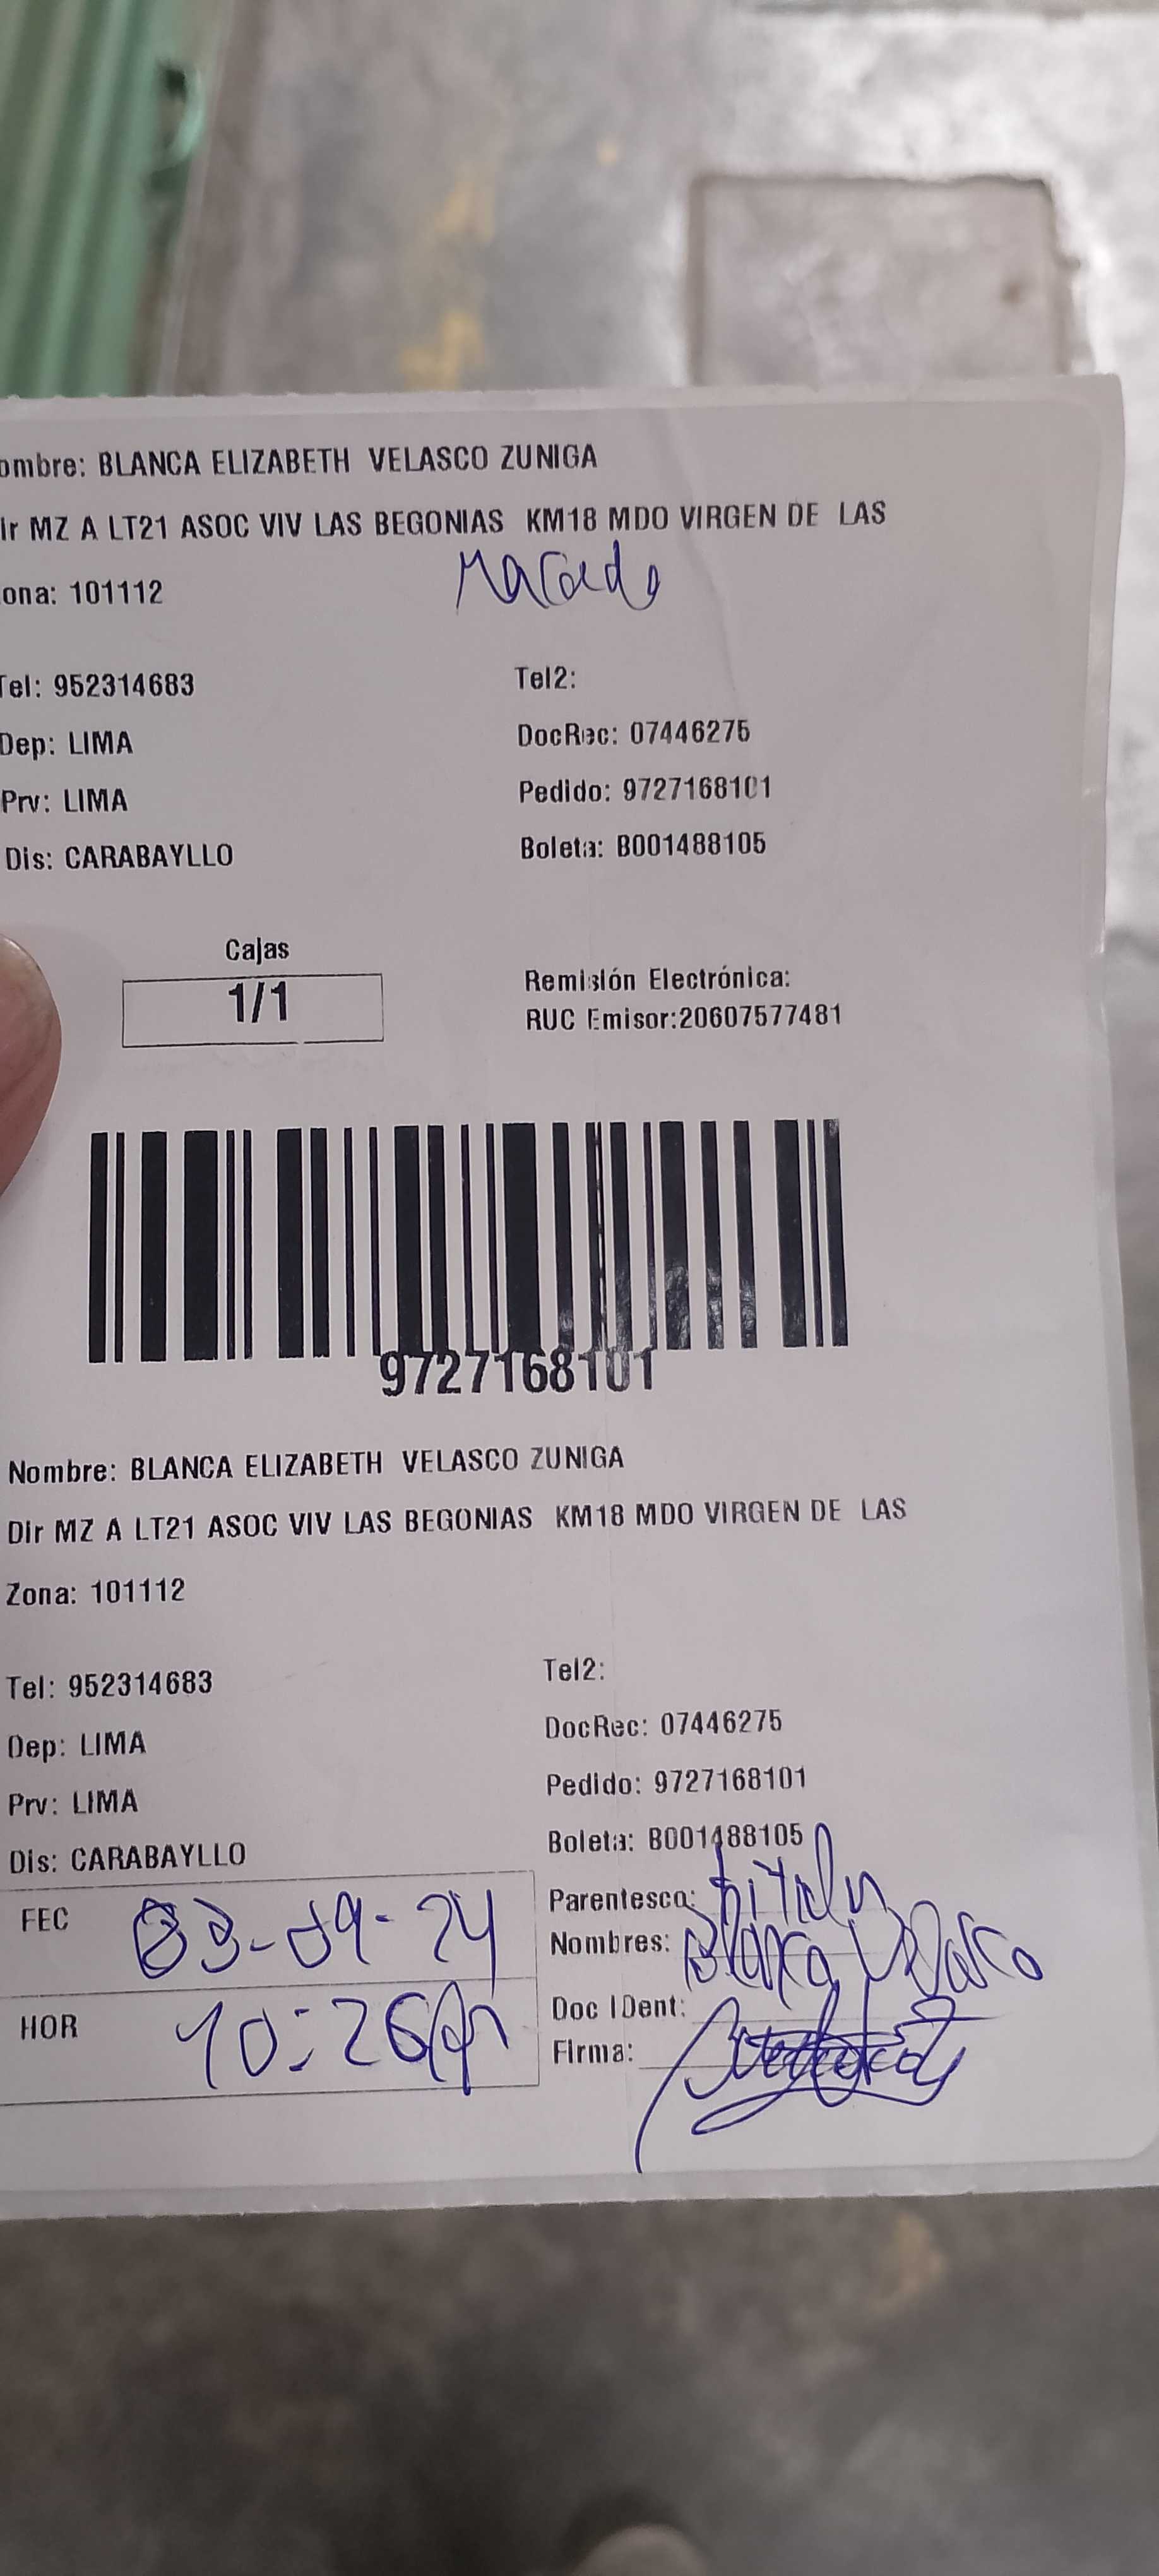 ombre: BLANCA ELIZABETH VELASCO ZUNIGA
ir MZ A LT21 ASOC VIV LAS BEGONIAS KM18 MDO VIRGEN DE LAS
ona: 101112
Tel: 952314683
Tel2:
Dep: LIMA
DocRec: 07446275
Prv: LIMA
Pedido: 9727168101
Dis: CARABAYLLO
Boleta: B001488105
Cajas
1/1
Remisión Electrónica:
RUC Emisor:20607577481
9727168101
Nombre: BLANCA ELIZABETH VELASCO ZUNIGA
Dir MZ A LT21 ASOC VIV LAS BEGONIAS KM18 MDO VIRGEN DE LAS
Zona: 101112
Tel: 952314683
Tel2:
Dep: LIMA
DocRec: 07446275
Prv: LIMA
Pedido: 9727168101
Dis: CARABAYLLO
Boleta: B001488105
FEC 03-09-24
Parentesco: titular
Nombres: Blanca Velasco
HOR 10:26
Doc IDent:
Firma: